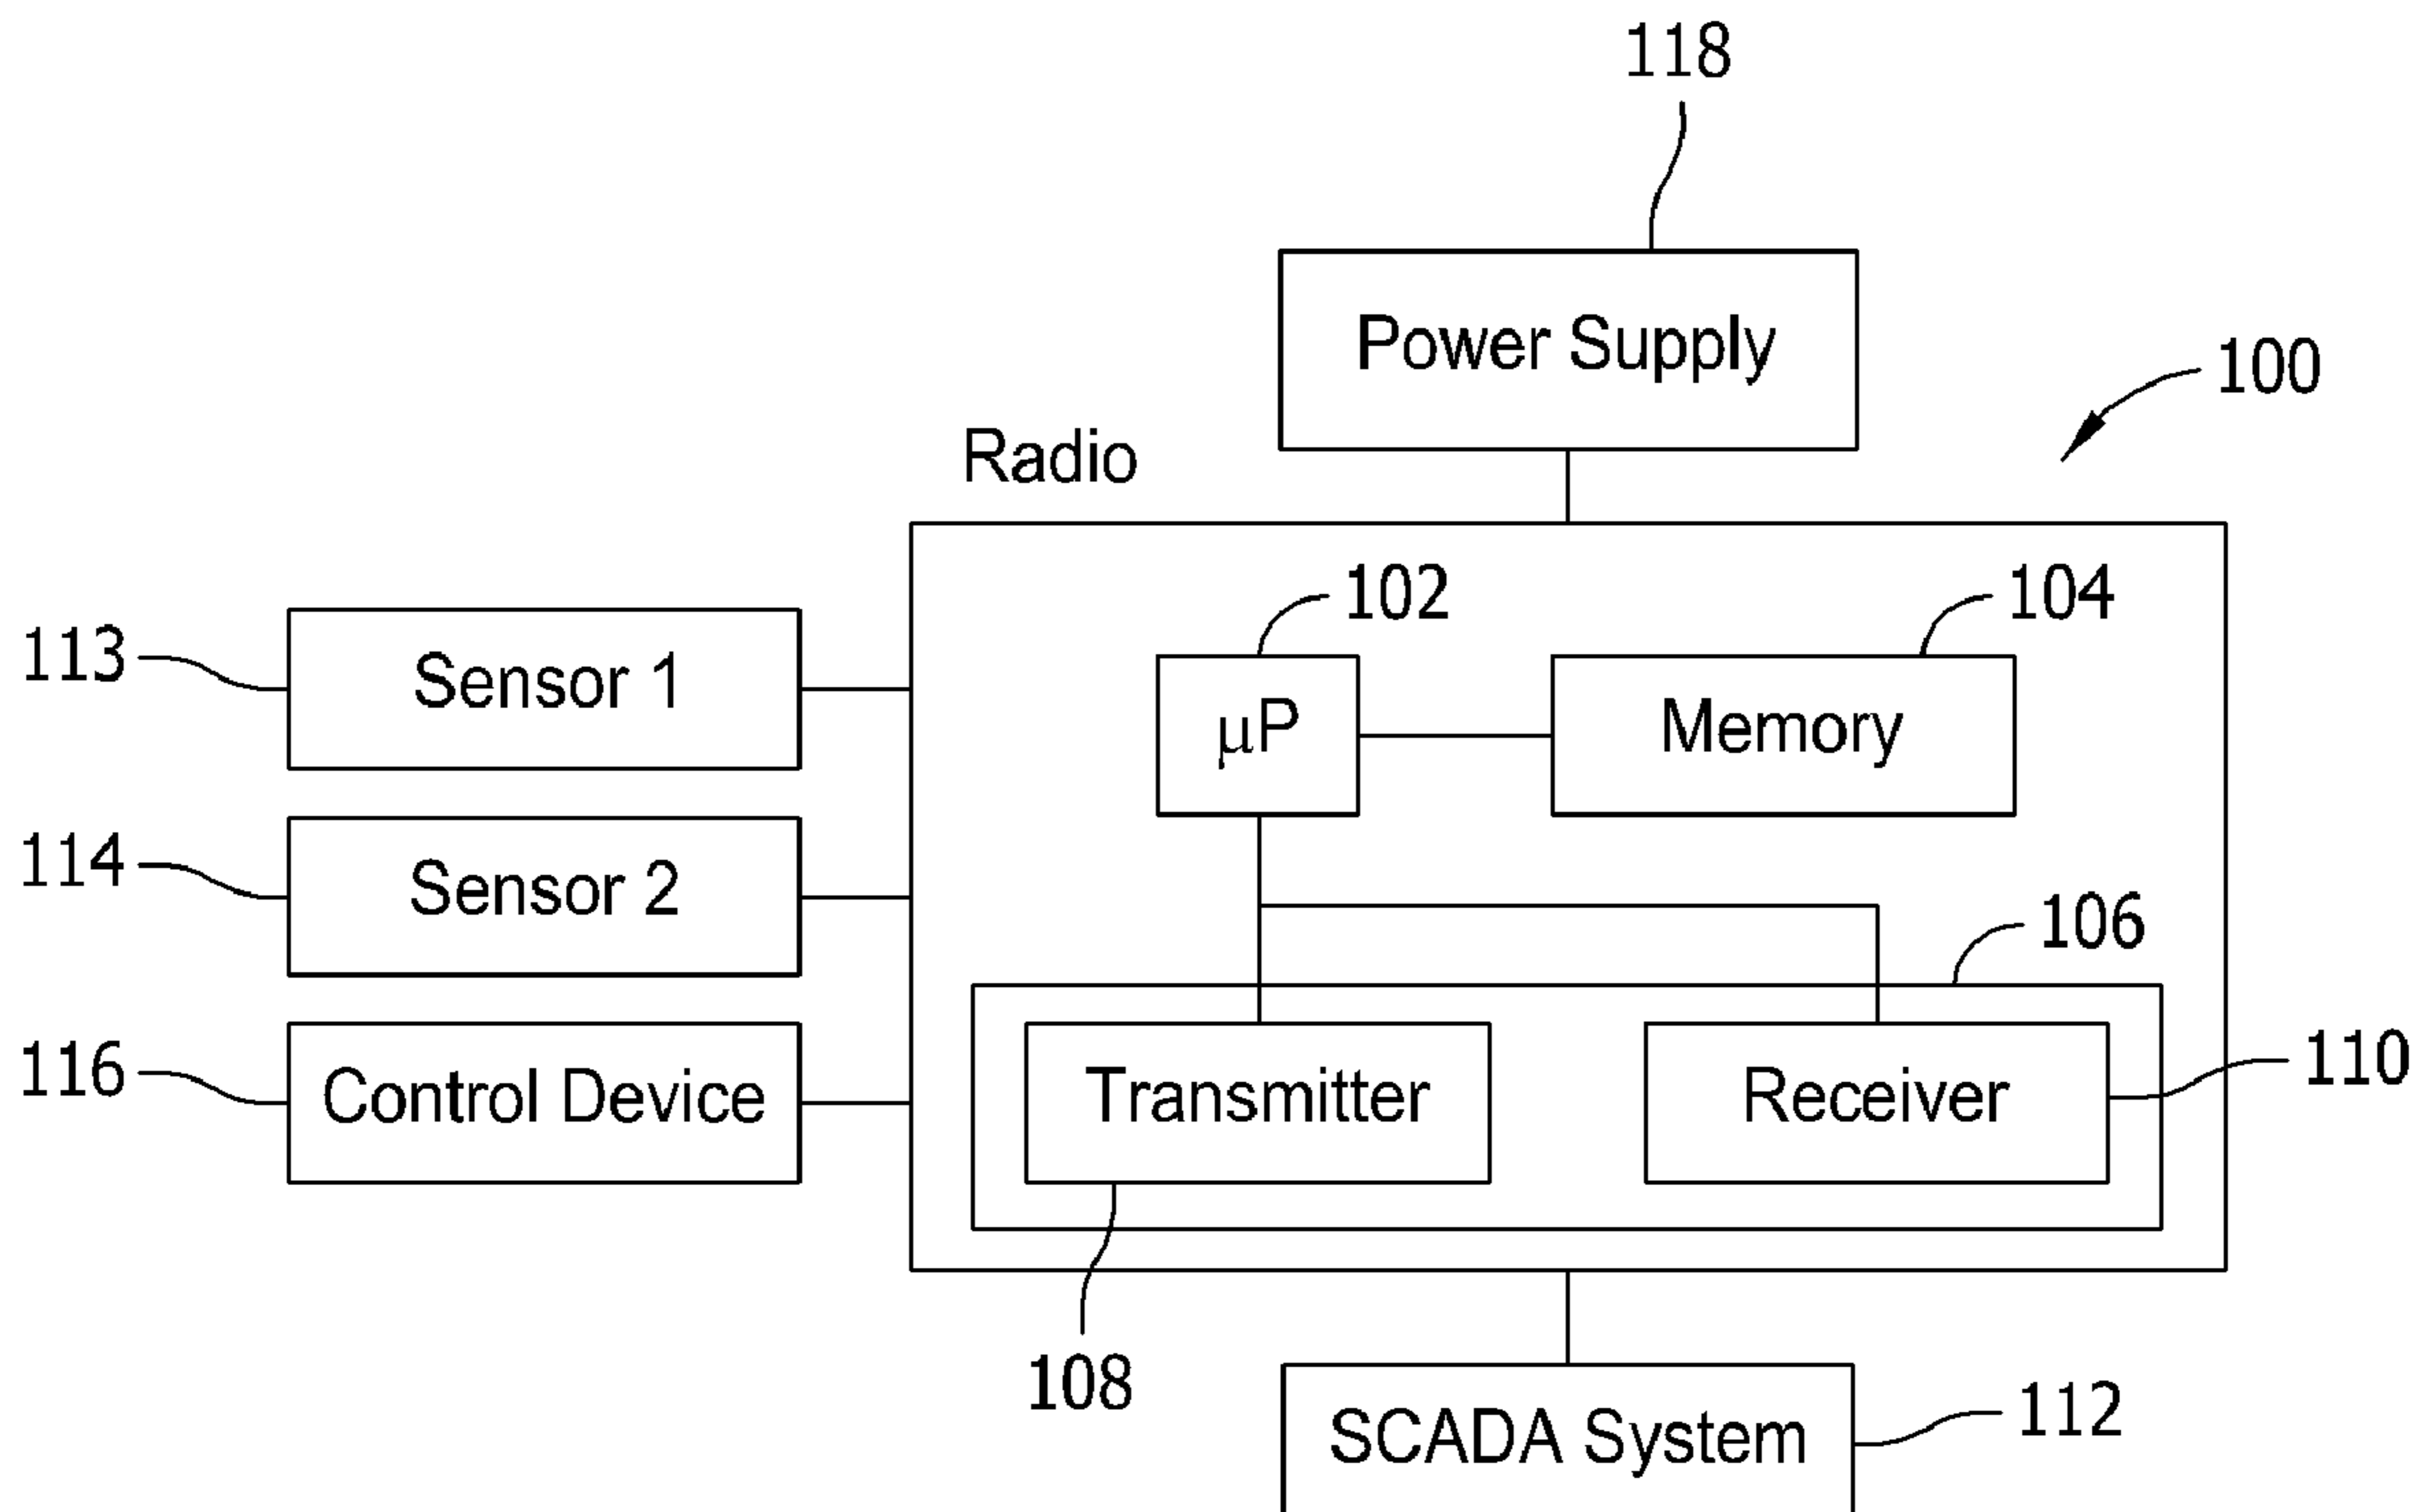 118
Power Supply
100
Radio
102
104
113
Sensor 1
μP
Memory
114
Sensor 2
106
116
Control Device
Transmitter
Receiver
110
108
SCADA System
112